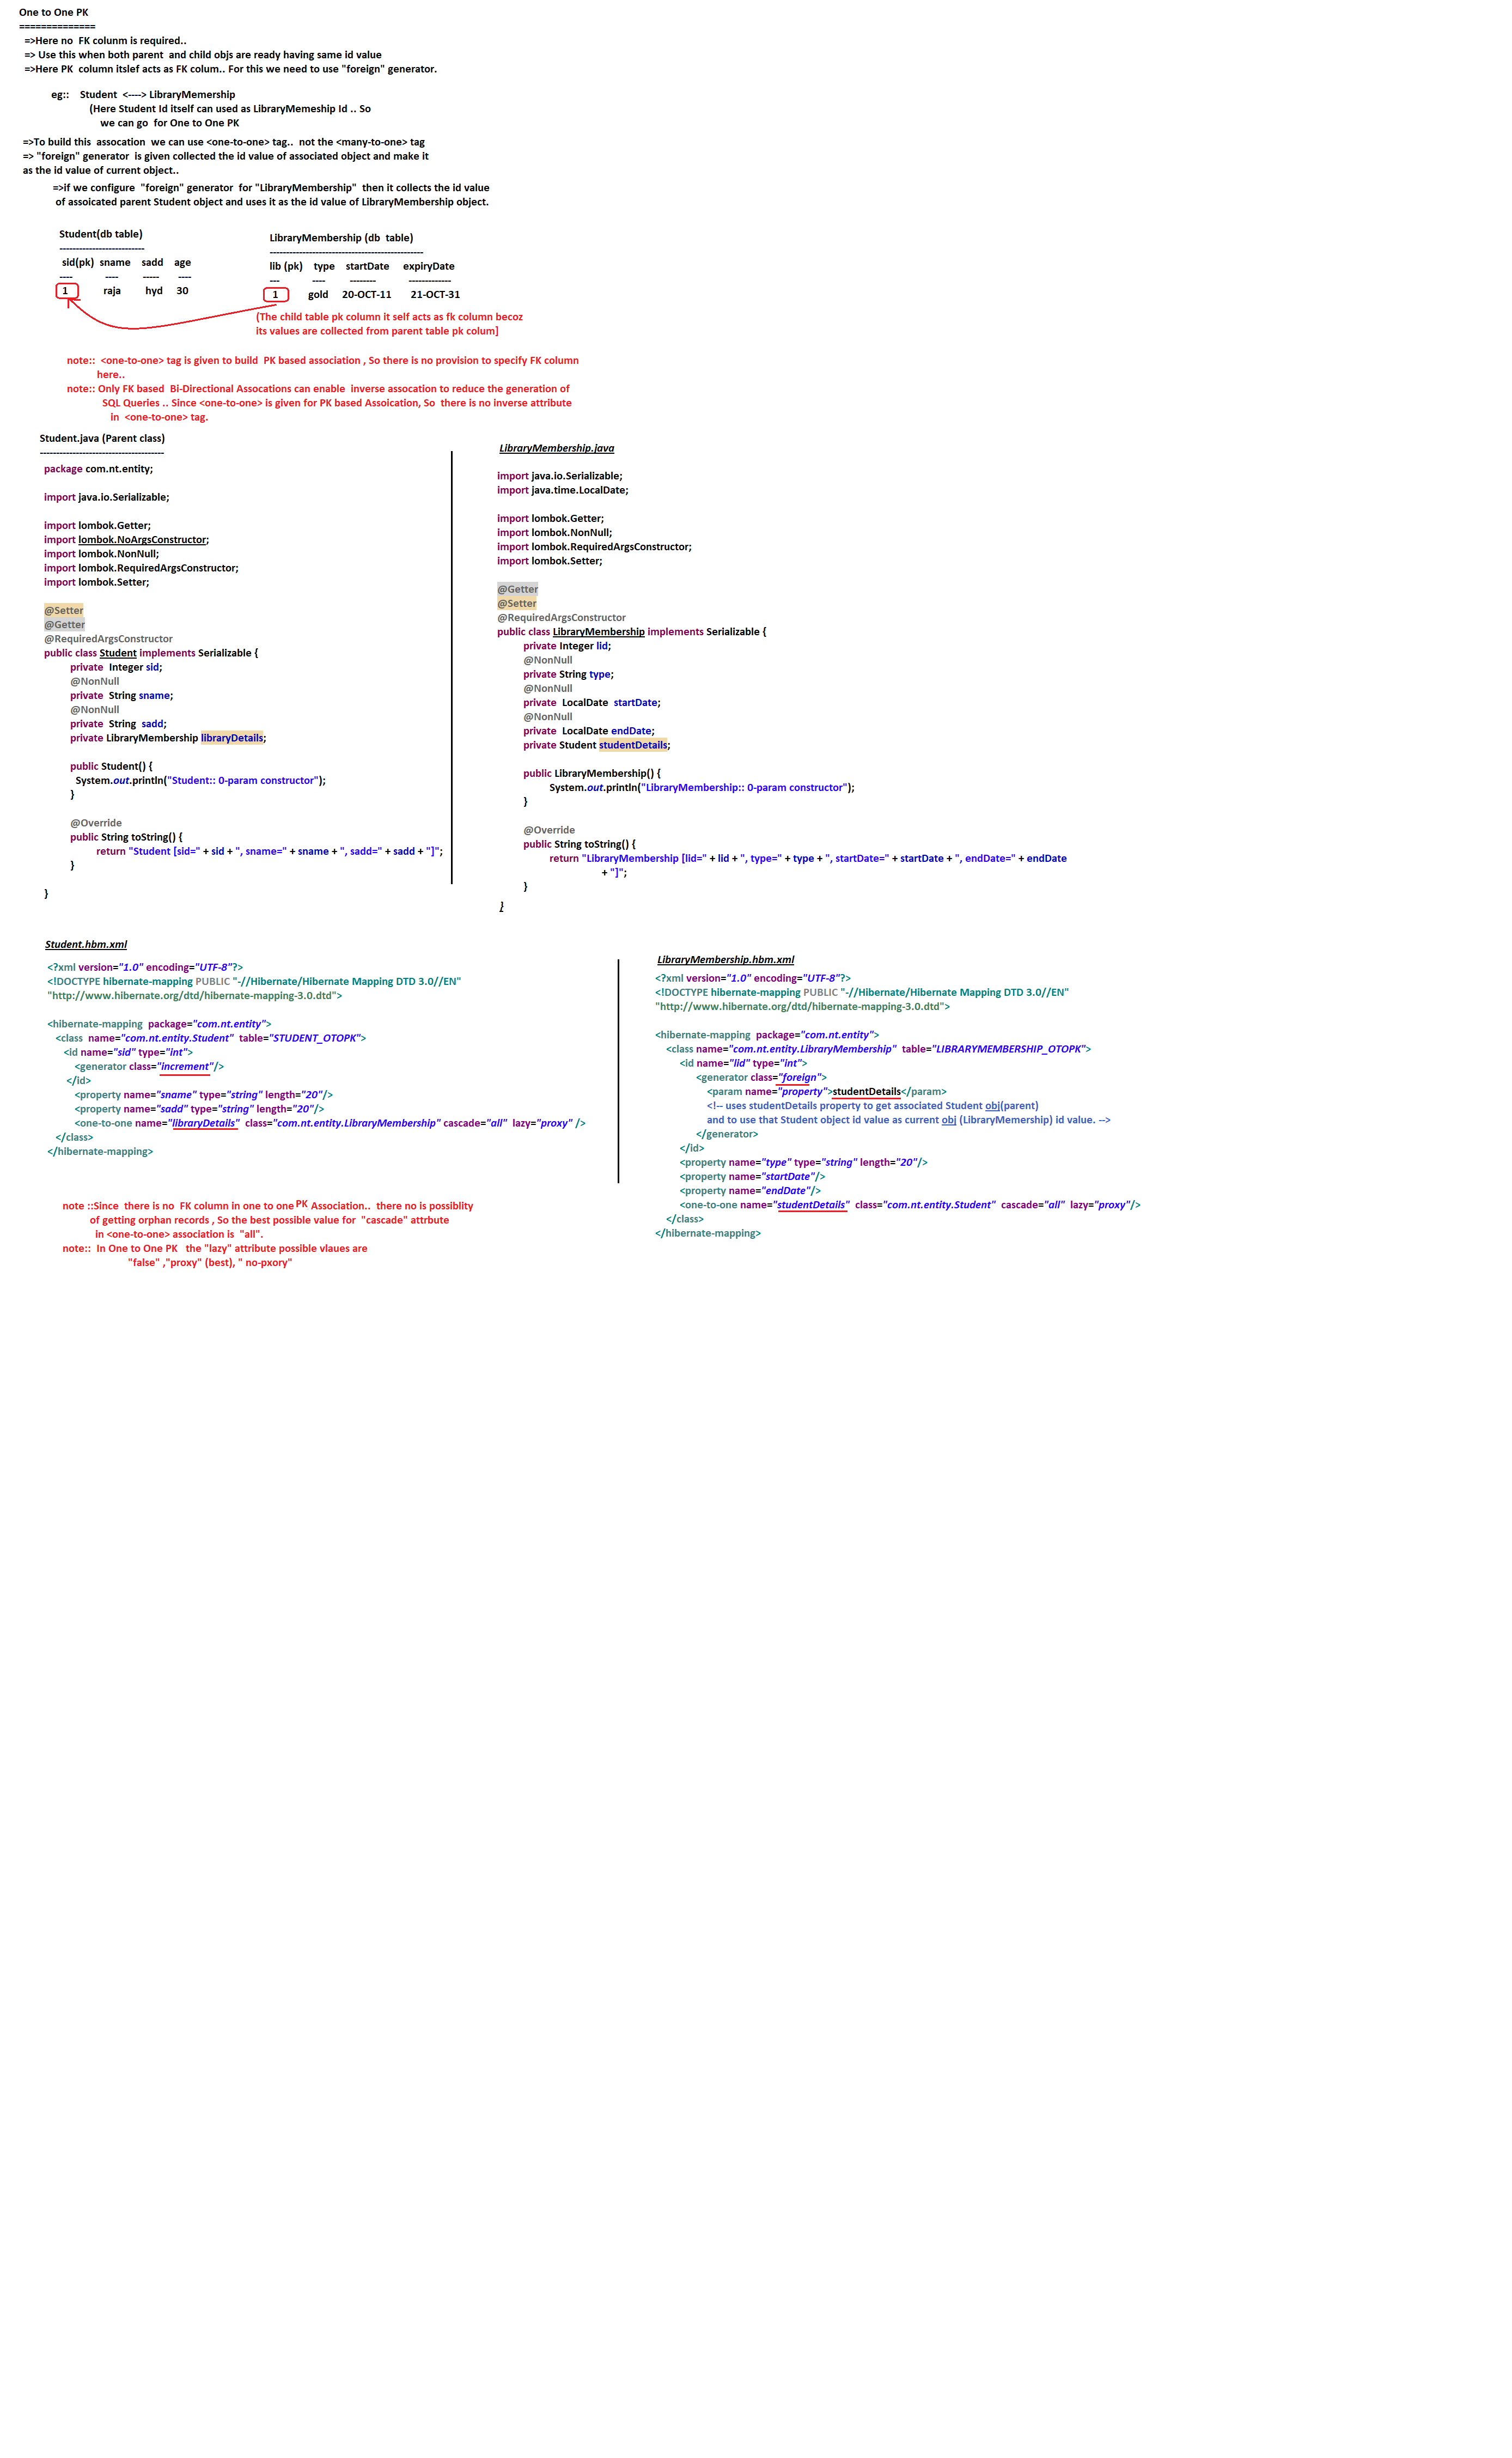 One to One PK
==============
=>Here no  FK colunm is required..
=> Use this when both parent  and child objs are ready having same id value
=>Here PK  column itslef acts as FK colum.. For this we need to use "foreign" generator.
eg::    Student  <----> LibraryMemership
(Here Student Id itself can used as LibraryMemeship Id .. So
we can go  for One to One PK
=>To build this  assocation  we can use <one-to-one> tag..  not the <many-to-one> tag
=> "foreign" generator  is given collected the id value of associated object and make it
as the id value of current object..
=>if we configure  "foreign" generator  for "LibraryMembership"  then it collects the id value
of assoicated parent Student object and uses it as the id value of LibraryMembership object.
Student(db table)
--------------------------
sid(pk)  sname    sadd    age
----            ----         -----       ----
1            raja         hyd     30
LibraryMembership (db  table)
-----------------------------------------------
lib (pk)    type    startDate     expiryDate
---           ----         --------           -------------
1           gold     20-OCT-11       21-OCT-31
(The child table pk column it self acts as fk column becoz
its values are collected from parent table pk colum]
note::  <one-to-one> tag is given to build  PK based association , So there is no provision to specify FK column
here..
note:: Only FK based  Bi-Directional Assocations can enable  inverse assocation to reduce the generation of
SQL Queries .. Since <one-to-one> is given for PK based Assoication, So  there is no inverse attribute
in  <one-to-one> tag.
Student.java (Parent class)
--------------------------------------
package com.nt.entity;
import java.io.Serializable;
import lombok.Getter;
import lombok.NoArgsConstructor;
import lombok.NonNull;
import lombok.RequiredArgsConstructor;
import lombok.Setter;
@Setter
@Getter
@RequiredArgsConstructor
public class Student implements Serializable {
private  Integer sid;
@NonNull
private  String sname;
@NonNull
private  String  sadd;
private LibraryMembership libraryDetails;
public Student() {
System.out.println("Student:: 0-param constructor");
}
@Override
public String toString() {
return "Student [sid=" + sid + ", sname=" + sname + ", sadd=" + sadd + "]";
}
}
LibraryMembership.java
import java.io.Serializable;
import java.time.LocalDate;
import lombok.Getter;
import lombok.NonNull;
import lombok.RequiredArgsConstructor;
import lombok.Setter;
@Getter
@Setter
@RequiredArgsConstructor
public class LibraryMembership implements Serializable {
private Integer lid;
@NonNull
private String type;
@NonNull
private  LocalDate  startDate;
@NonNull
private  LocalDate endDate;
private Student studentDetails;
public LibraryMembership() {
System.out.println("LibraryMembership:: 0-param constructor");
}
@Override
public String toString() {
return "LibraryMembership [lid=" + lid + ", type=" + type + ", startDate=" + startDate + ", endDate=" + endDate
+ "]";
}
}
Student.hbm.xml
<?xml version="1.0" encoding="UTF-8"?>
<!DOCTYPE hibernate-mapping PUBLIC "-//Hibernate/Hibernate Mapping DTD 3.0//EN"
"http://www.hibernate.org/dtd/hibernate-mapping-3.0.dtd">
<hibernate-mapping  package="com.nt.entity">
<class  name="com.nt.entity.Student"  table="STUDENT_OTOPK">
<id name="sid" type="int">
<generator class="increment"/>
</id>
<property name="sname" type="string" length="20"/>
<property name="sadd" type="string" length="20"/>
<one-to-one name="libraryDetails"  class="com.nt.entity.LibraryMembership" cascade="all"  lazy="proxy" />
</class>
</hibernate-mapping>
LibraryMembership.hbm.xml
<?xml version="1.0" encoding="UTF-8"?>
<!DOCTYPE hibernate-mapping PUBLIC "-//Hibernate/Hibernate Mapping DTD 3.0//EN"
"http://www.hibernate.org/dtd/hibernate-mapping-3.0.dtd">
<hibernate-mapping  package="com.nt.entity">
<class name="com.nt.entity.LibraryMembership"  table="LIBRARYMEMBERSHIP_OTOPK">
<id name="lid" type="int">
<generator class="foreign">
<param name="property">studentDetails</param>
<!-- uses studentDetails property to get associated Student obj(parent)
and to use that Student object id value as current obj (LibraryMemership) id value. -->
</generator>
</id>
<property name="type" type="string" length="20"/>
<property name="startDate"/>
<property name="endDate"/>
<one-to-one name="studentDetails"  class="com.nt.entity.Student"  cascade="all"  lazy="proxy"/>
</class>
</hibernate-mapping>
note ::Since  there is no  FK column in one to one PK Association..  there no is possiblity
of getting orphan records , So the best possible value for  "cascade" attrbute
in <one-to-one> association is  "all".
note::  In One to One PK   the "lazy" attribute possible vlaues are
"false" ,"proxy" (best), " no-pxory"